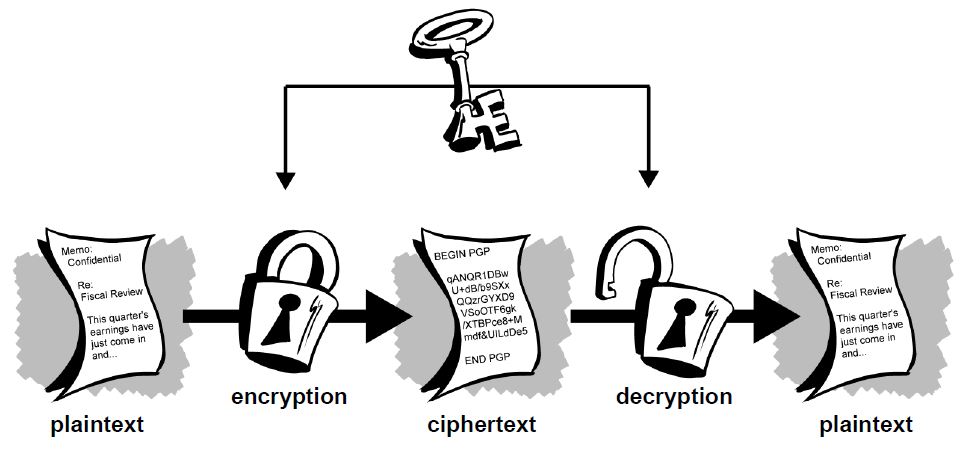 Memo:
Confidential
Re:
Fiscal Review
This quarter's
earnings have
just come in
and...
plaintext
encryption
BEGIN PGP
qANQR1DBw
U+dB/b9SXx
QQzrGYXD9
VSoOTF6gk
/XTBPce8+M
mdf&UILdDe5
END PGP
ciphertext
decryption
Memo:
Confidential
Re:
Fiscal Review
This quarter's
earnings have
just come in
and...
plaintext